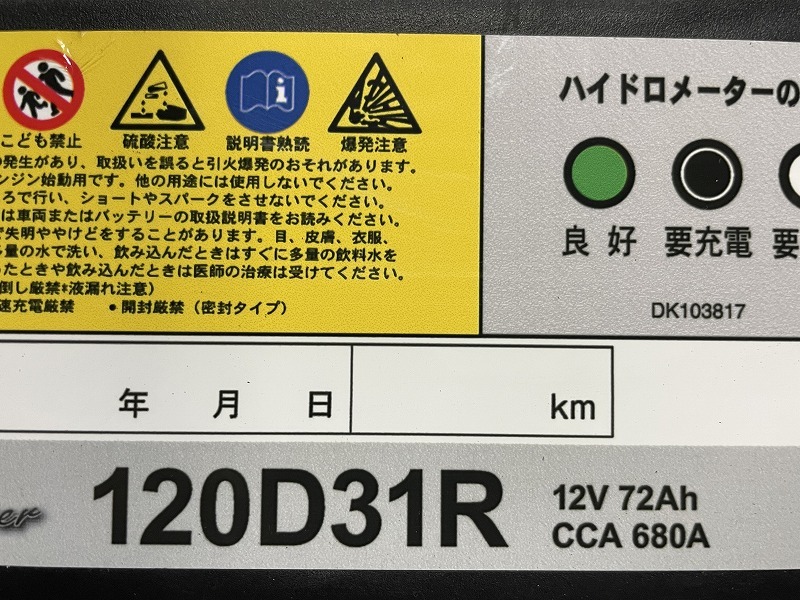 こども禁止 硫酸注意 説明書熟読 爆発注意
の発生があり、取扱いを誤ると引火爆発のおそれがあります。
ンジン始動用です。他の用途には使用しないでください。
ろで行い、ショートやスパークをさせないでください。
は車両またはバッテリーの取扱説明書をお読みください。
で失明ややけどをすることがあります。目、皮膚、衣服、
多量の水で洗い、飲み込んだときはすぐに多量の飲料水を
ったときや飲み込んだときは医師の治療は受けてください。
倒し厳禁*液漏れ注意)
速充電厳禁 ●開封厳禁(密封タイプ)
ハイドロメーターの
良好 要充電 要
DK103817
年 月 日 km
er 120D31R 12V 72Ah
CCA 680A